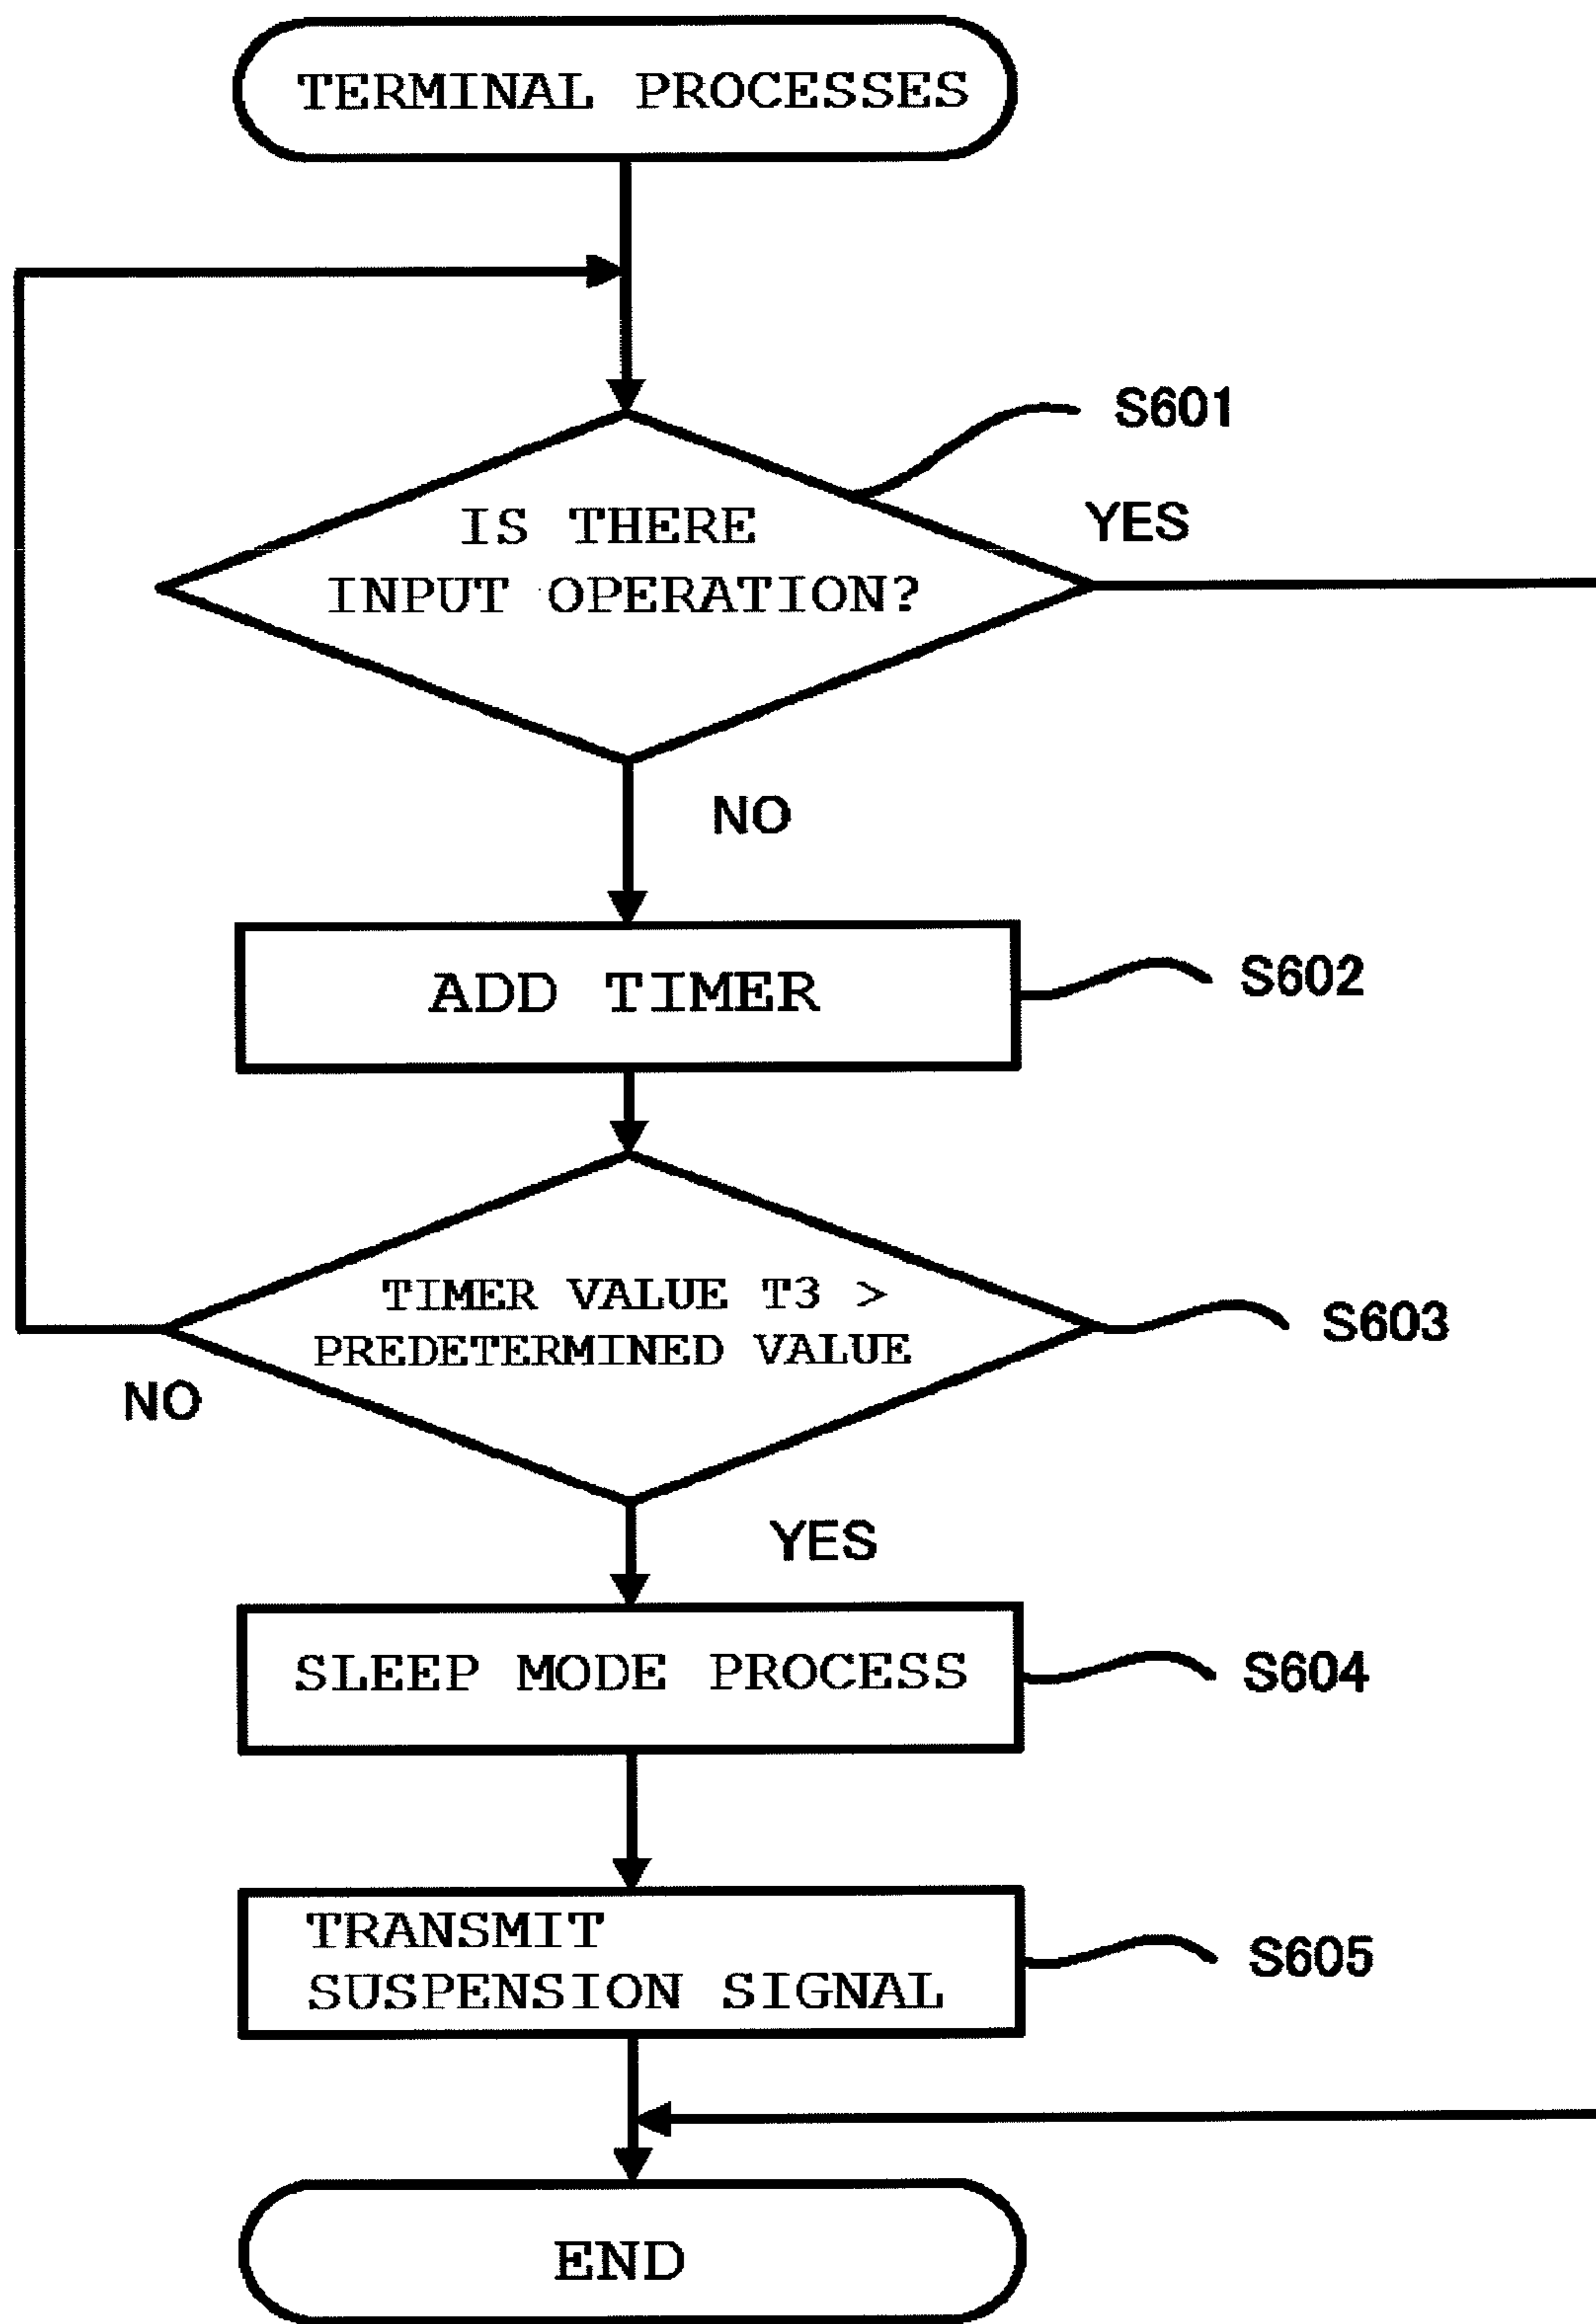 TERMINAL PROCESSES
S601
YES
IS THERE
INPUT OPERATION?
NO
ADD TIMER
S602
TIMER VALUE T3 >
PREDETERMINED VALUE
S603
NO
YES
SLEEP MODE PROCESS
S604
TRANSMIT
SUSPENSION SIGNAL
S605
END